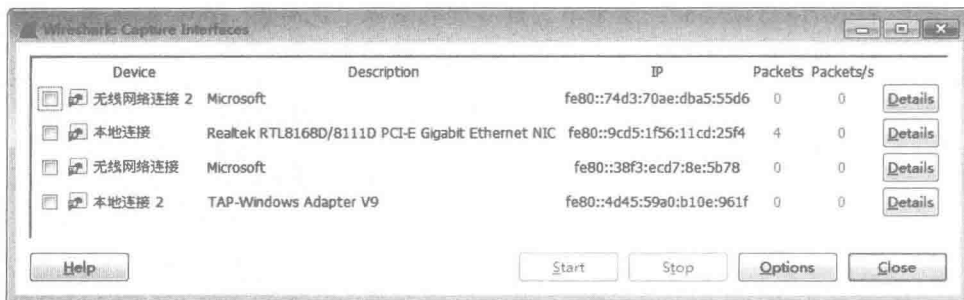 Wireshark: Capture Interfaces
Device Description IP Packets Packets/s
无线网络连接 2 Microsoft fe80::74d3:70ae:dba5:55d6 0 0 Details
本地连接 Realtek RTL8168D/8111D PCI-E Gigabit Ethernet NIC fe80::9cd5:1f56:11cd:25f4 4 0 Details
无线网络连接 Microsoft fe80::38f3:ecd7:8e:5b78 0 0 Details
本地连接 2 TAP-Windows Adapter V9 fe80::4d45:59a0:b10e:961f 0 0 Details
Help Start Stop Options Close